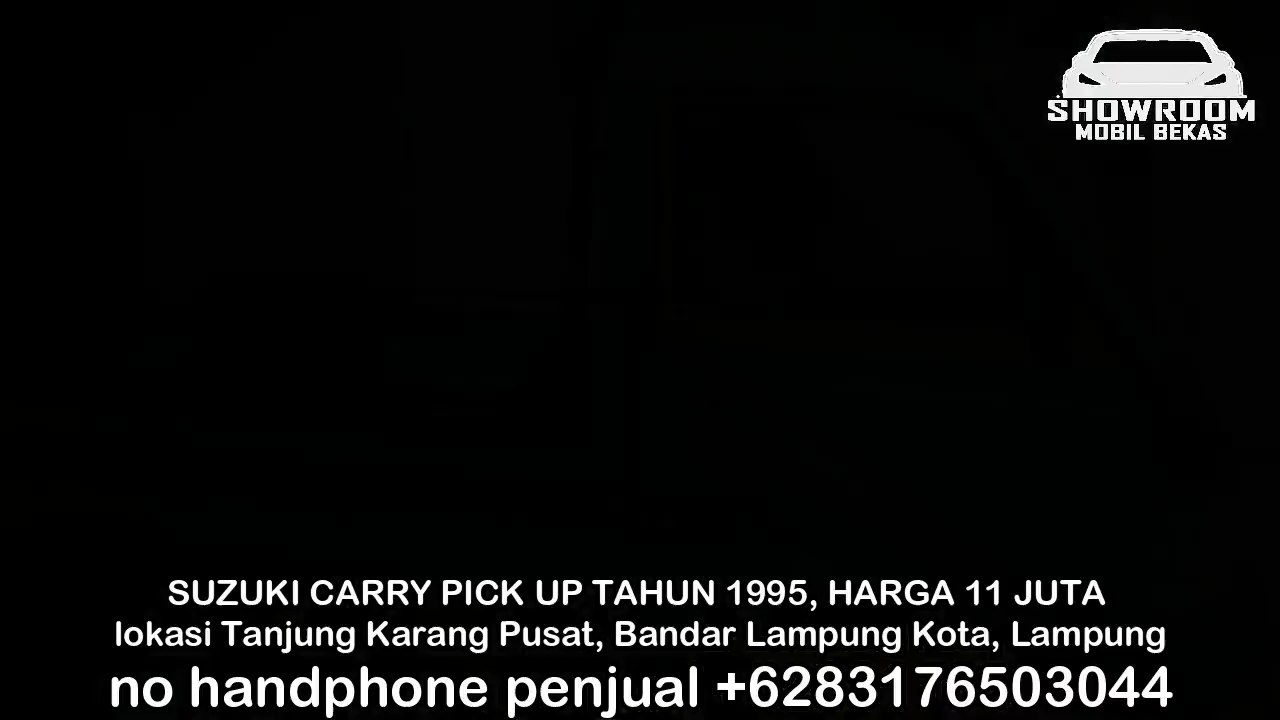 SHOWROOM
MOBIL BEKAS
SUZUKI CARRY PICK UP TAHUN 1995, HARGA 11 JUTA
lokasi Tanjung Karang Pusat, Bandar Lampung Kota, Lampung
no handphone penjual +6283176503044